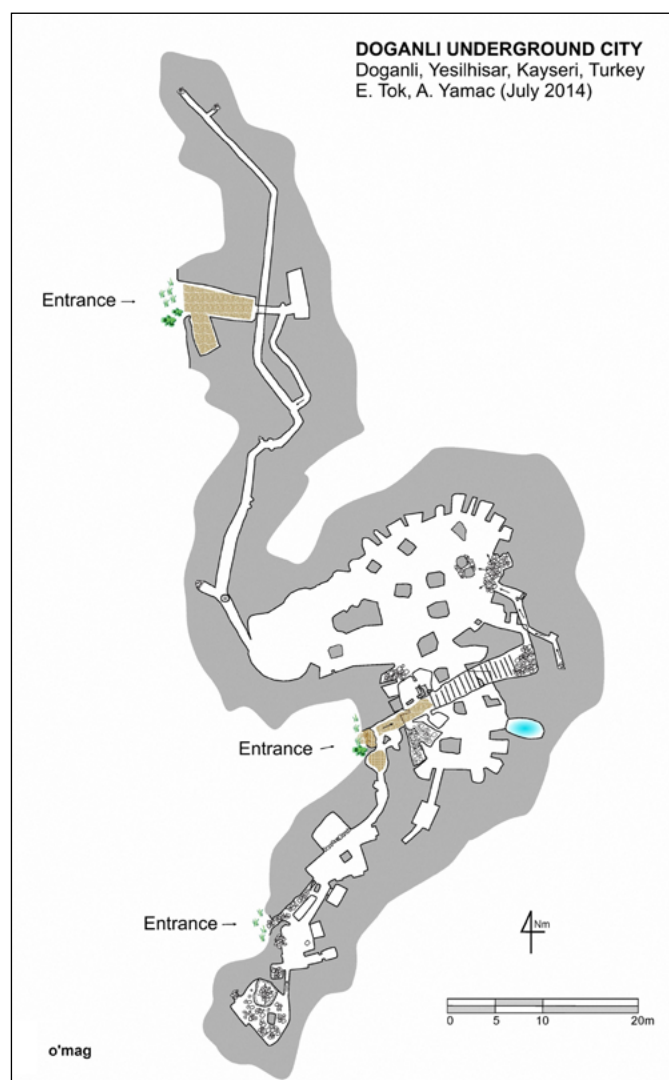 DOGANLI UNDERGROUND CITY
Doganli, Yesilhisar, Kayseri, Turkey
E. Tok, A. Yamac (July 2014)
Entrance →
Entrance →
Entrance →
Nm
0 5 10 20m
o'mag